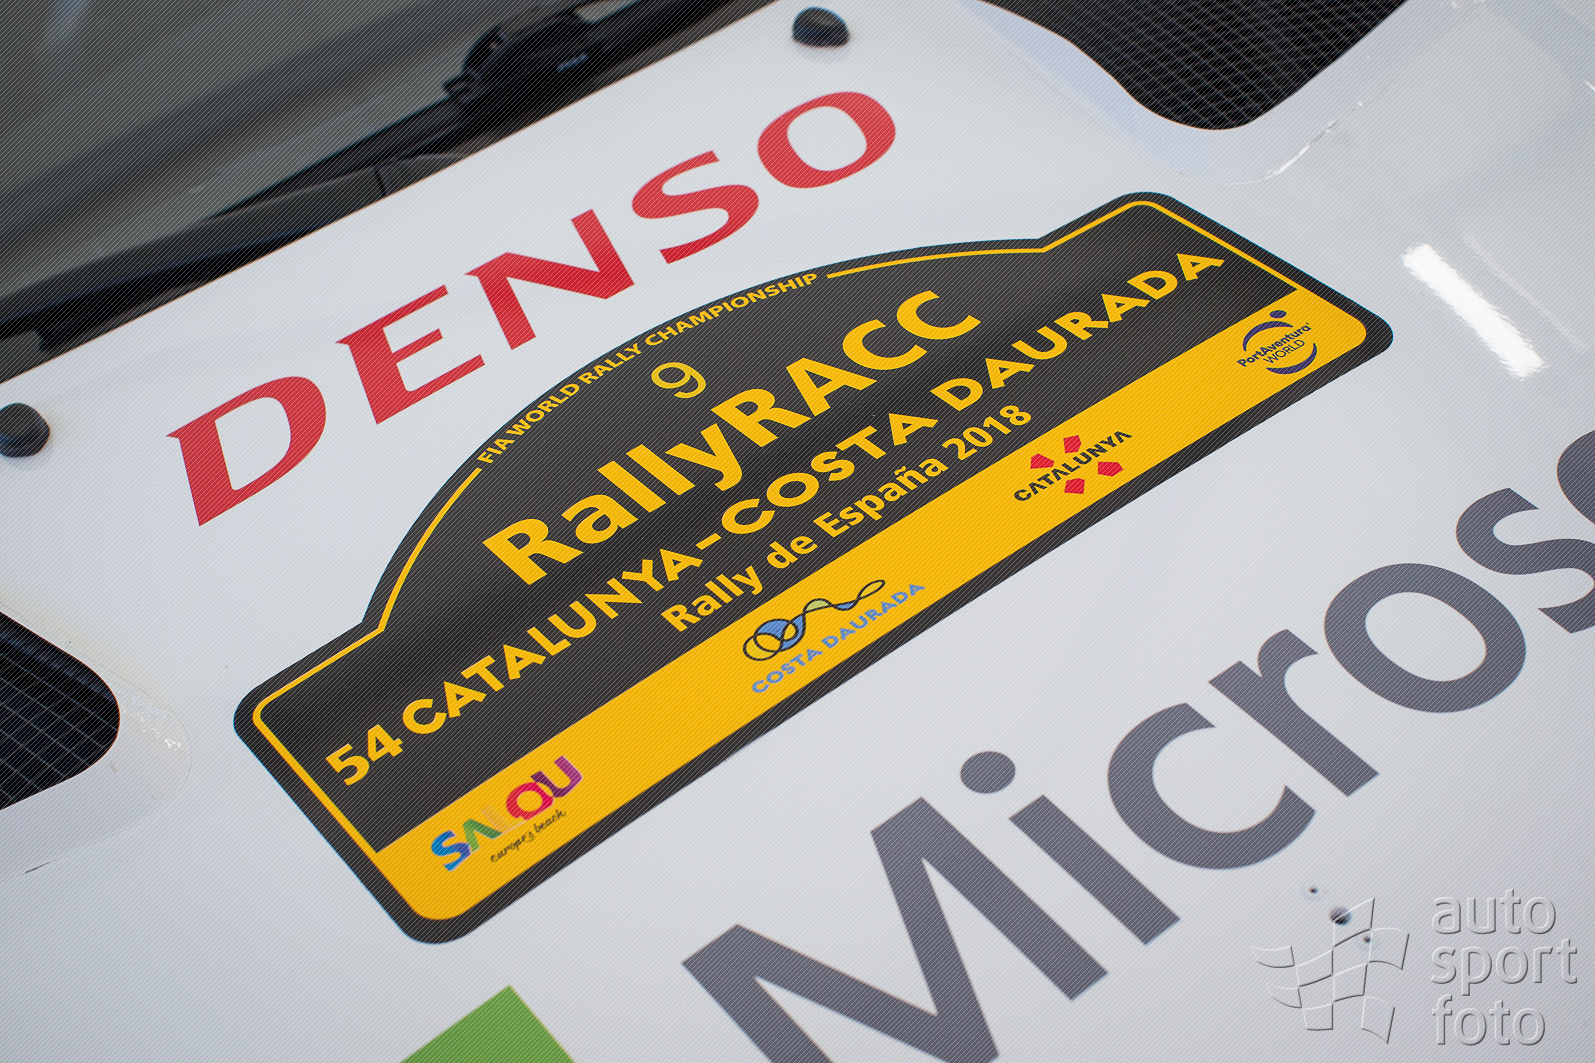 DENSO
FIA WORLD RALLY CHAMPIONSHIP
9
RallyRACC
54 CATALUNYA-COSTA DAURADA
Rally de España 2018
PortAventura
WORLD
CATALUNYA
COSTA DAURADA
SALOU
europe's beach
Micros
auto
sport
foto